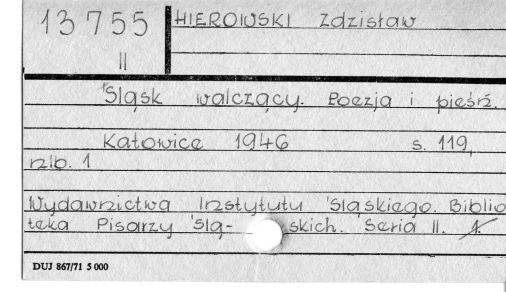 13755
II
HIEROWSKI Zdzisław
Śląsk walczący. Poezja i pieśń.
Katowice 1946 s. 119,
nlb. 1
Wydawnictwa Instytutu Śląskiego. Biblio
teka Pisarzy Ślą- skich. Seria II. 1.
DUJ 867/71 5 000